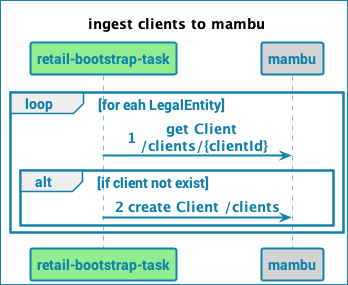 ingest clients to mambu
retail-bootstrap-task
mambu
loop
[for eah LegalEntity]
1
get Client
/clients/{clientId}
alt
[if client not exist]
2 create Client /clients
retail-bootstrap-task
mambu